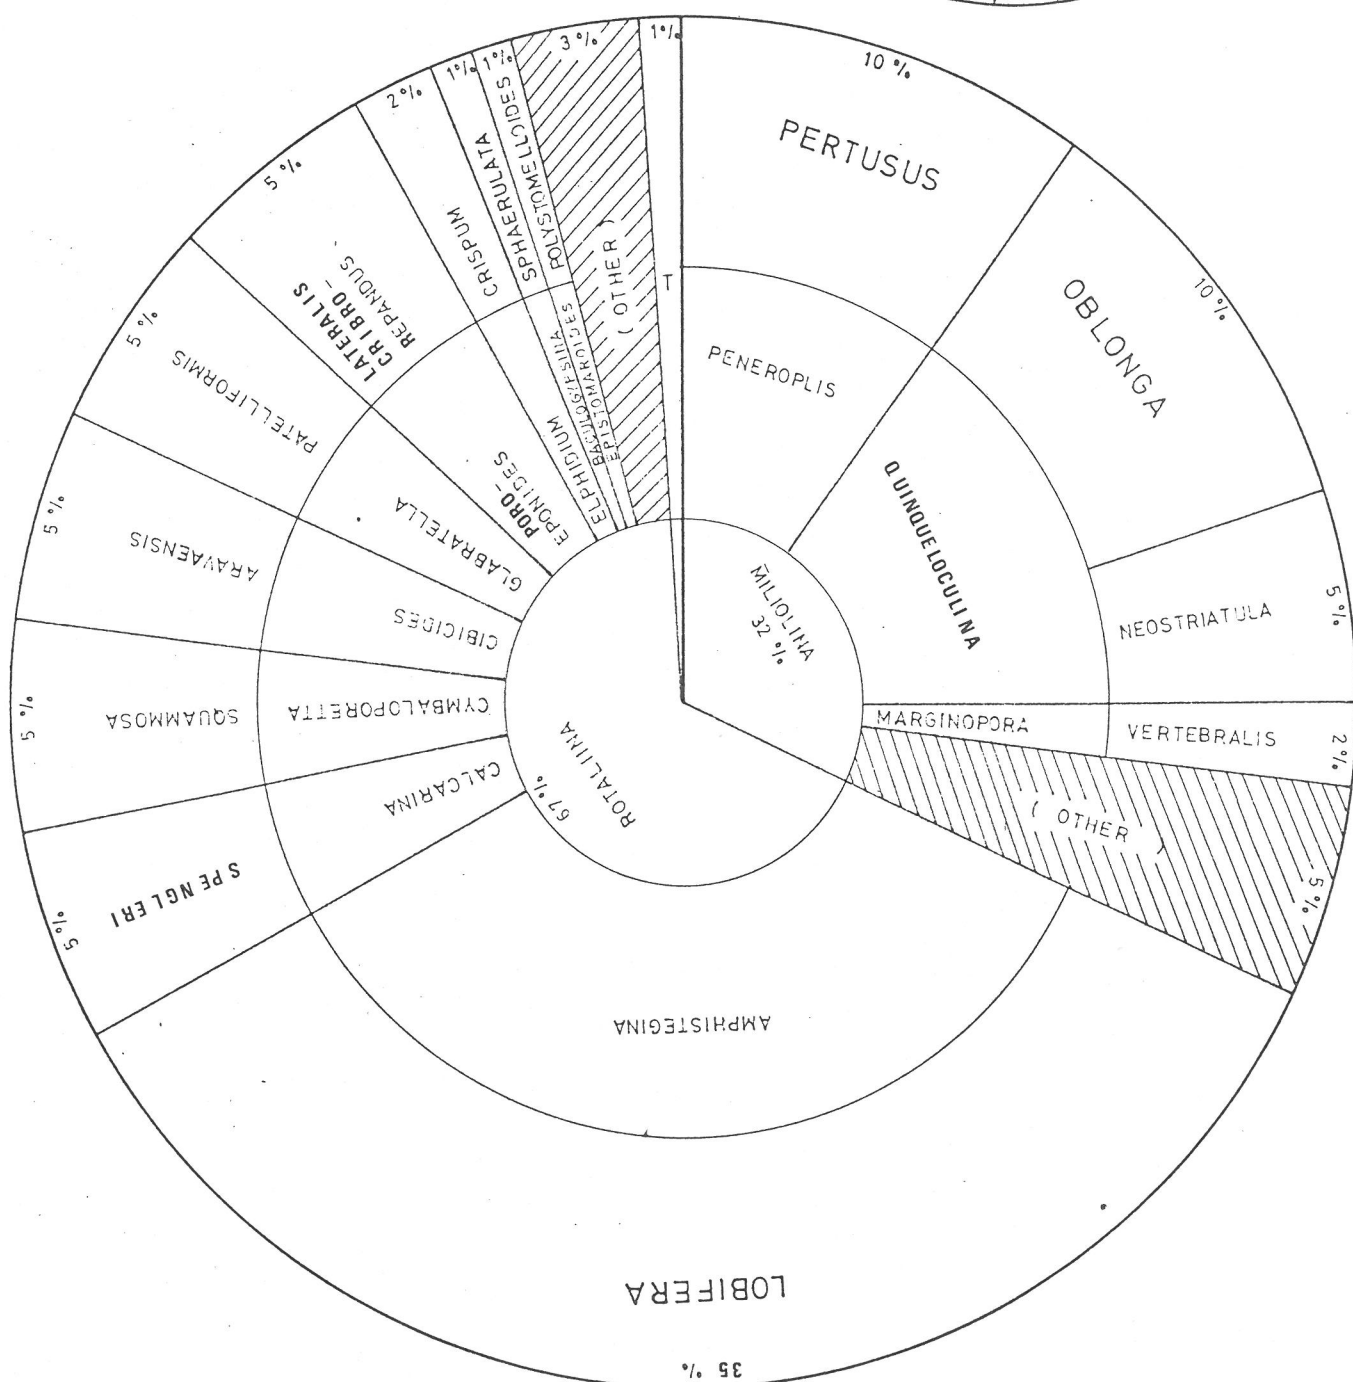 10 %
PERTUSUS
PENEROPLIS
10 %
OBLONGA
QUINQUELOCULINA
5 %
NEOSTRIATULA
2 %
VERTEBRALIS
MARGINOPORA
5 %
( OTHER )
MILIOLINA
32 %
35 %
LOBIFERA
AMPHISTEGINA
ROTALIINA
67 %
5 %
SPENGLERI
CALCARINA
5 %
SQUAMMOSA
CYMBALOPORETTA
5 %
ARAVAENSIS
CIBICIDES
5 %
PATELLIFORMIS
GLABRATELLA
5 %
LATERALIS
CRIBRO-
REPANDUS
PORO-
EPONIDES
2 %
CRISPUM
ELPHIDIUM
1 %
SPHAERULATA
1 %
POLYSTOMELLOIDES
EPISTOMAROIDES
3 %
( OTHER )
1 %
T